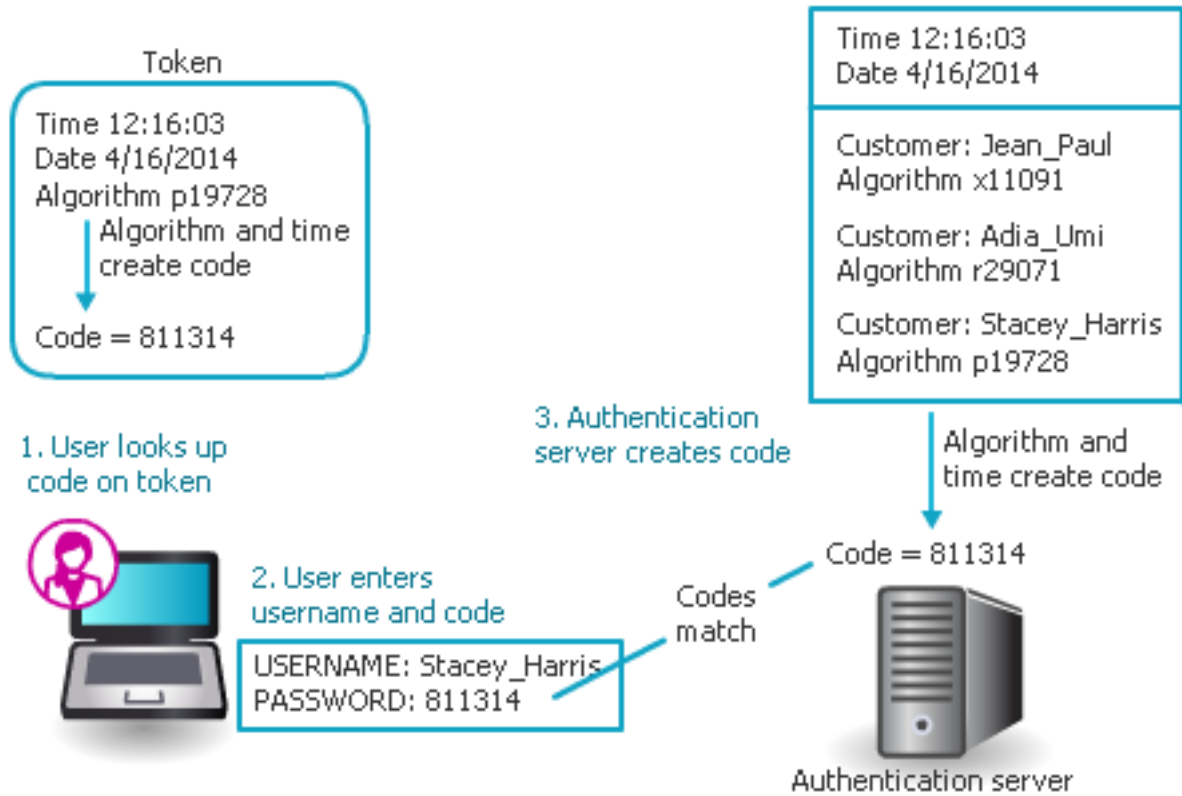 Token
Time 12:16:03
Date 4/16/2014
Algorithm p19728
Algorithm and time
create code
Code = 811314
1. User looks up
code on token
2. User enters
username and code
USERNAME: Stacey_Harris
PASSWORD: 811314
Time 12:16:03
Date 4/16/2014
Customer: Jean_Paul
Algorithm x11091
Customer: Adia_Umi
Algorithm r29071
Customer: Stacey_Harris
Algorithm p19728
3. Authentication
server creates code
Algorithm and
time create code
Code = 811314
Codes
match
Authentication server